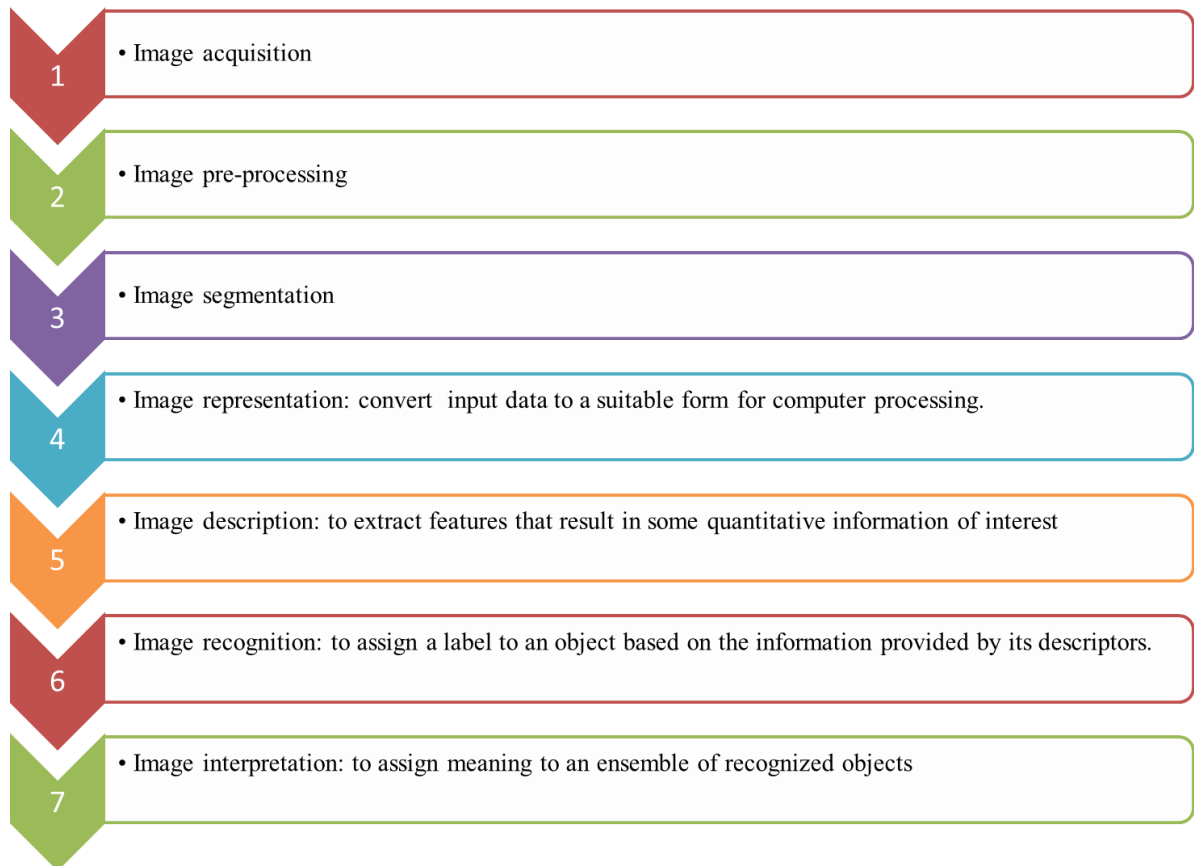 1
• Image acquisition
2
• Image pre-processing
3
• Image segmentation
4
• Image representation: convert input data to a suitable form for computer processing.
5
• Image description: to extract features that result in some quantitative information of interest
6
• Image recognition: to assign a label to an object based on the information provided by its descriptors.
7
• Image interpretation: to assign meaning to an ensemble of recognized objects